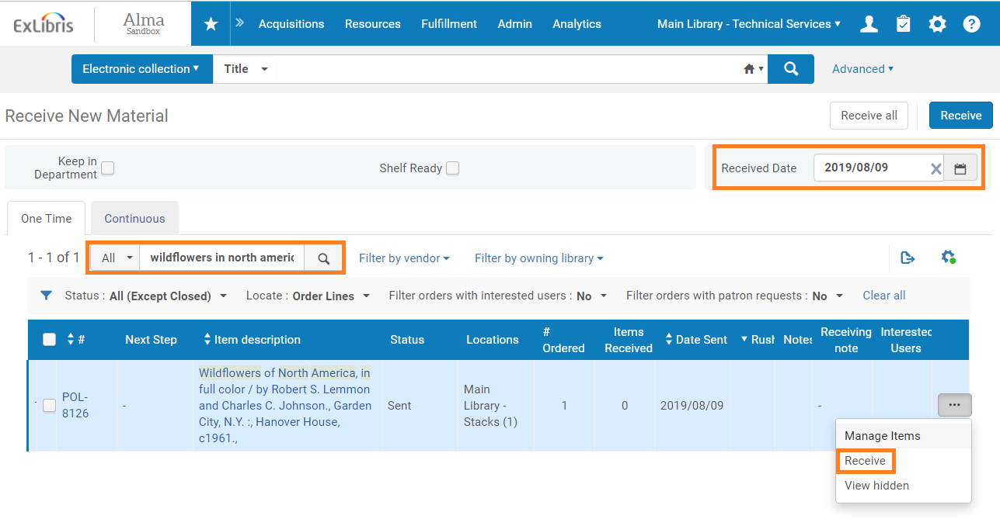 ExLibris
Alma
Sandbox
Acquisitions Resources Fulfillment Admin Analytics Main Library - Technical Services
Electronic collection Title Advanced
Receive New Material Receive all Receive
Keep in
Department
Shelf Ready
Received Date 2019/08/09
One Time Continuous
1 - 1 of 1 All wildflowers in north americ Filter by vendor Filter by owning library
Status : All (Except Closed) Locate : Order Lines Filter orders with interested users : No Filter orders with patron requests : No Clear all
# Next Step Item description Status Locations # Ordered Items Received Date Sent Rush Notes Receiving note Interested Users
POL-8126 - Wildflowers of North America, in
full color / by Robert S. Lemmon
and Charles C. Johnson., Garden
City, N.Y. :, Hanover House,
c1961.,
Sent
Main
Library -
Stacks (1)
1 0 2019/08/09 -
Manage Items
Receive
View hidden